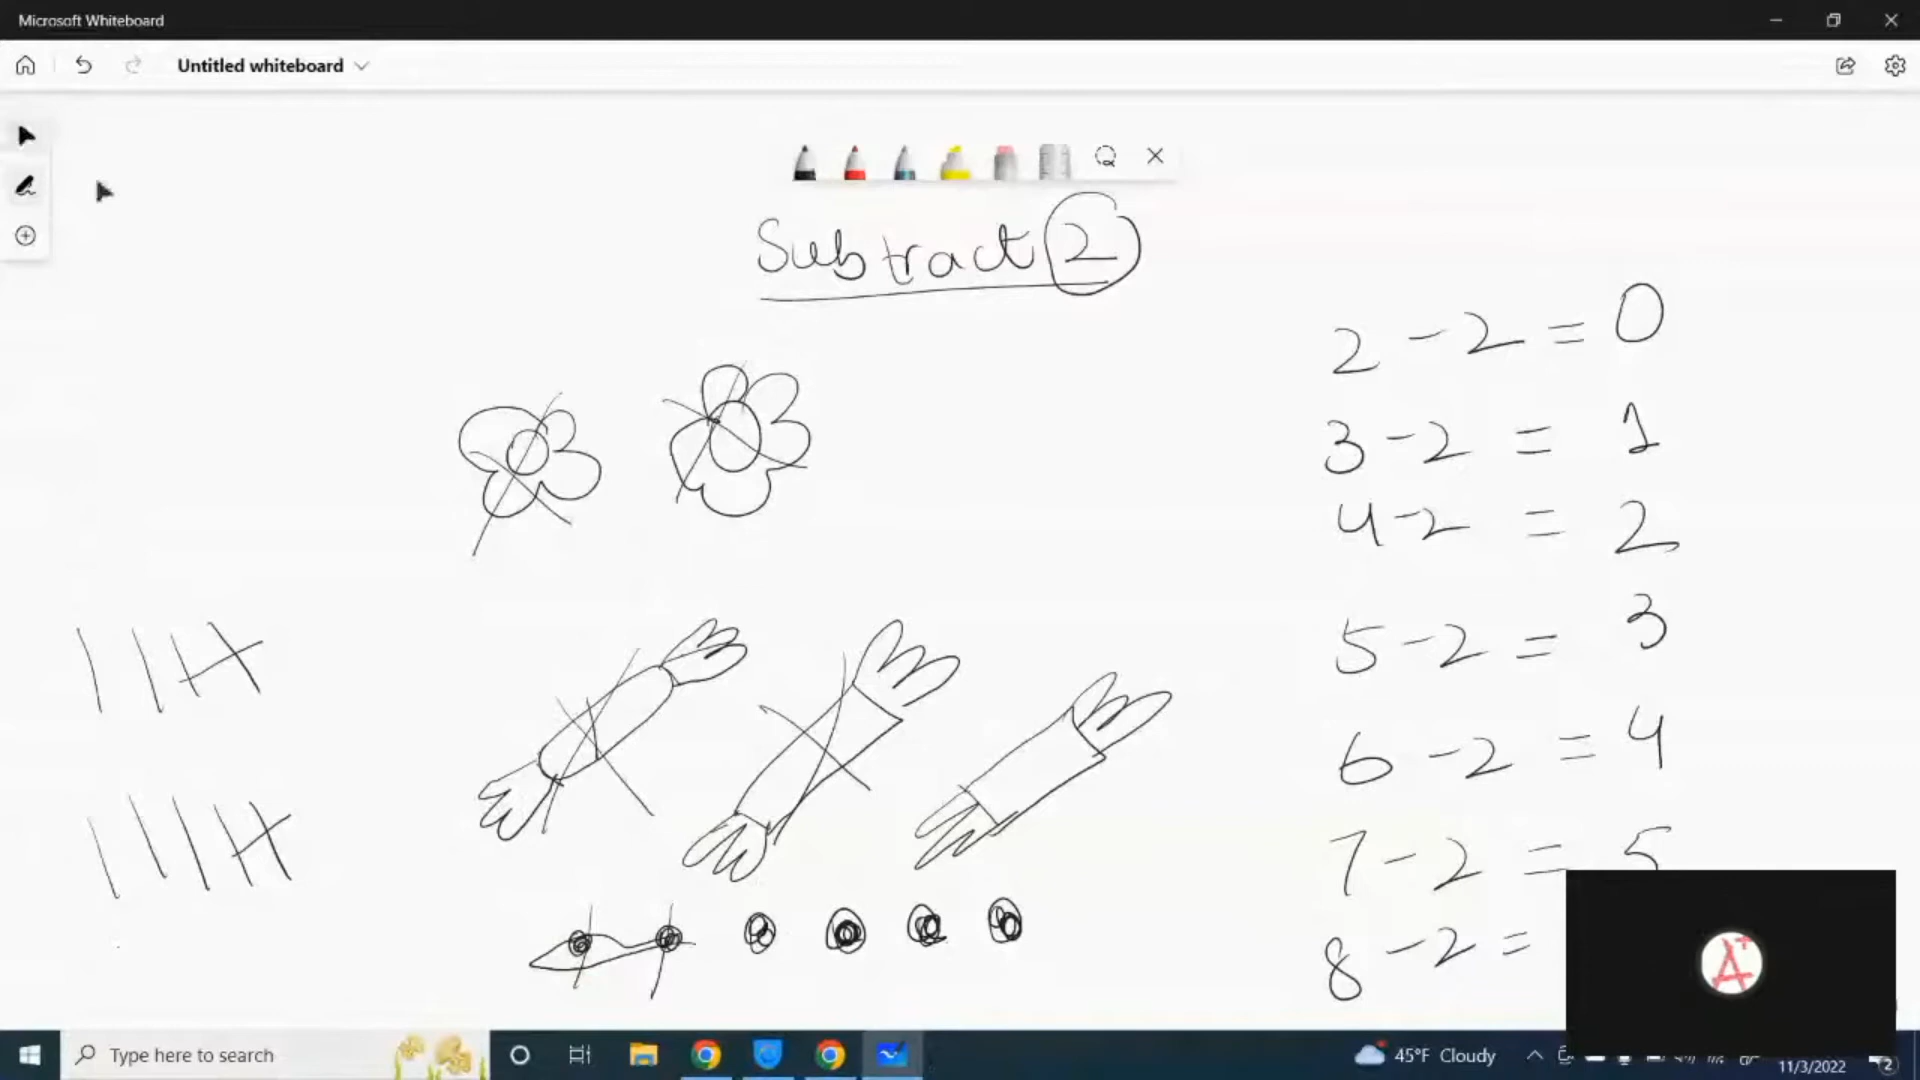 Microsoft Whiteboard
Untitled whiteboard
Subtract 2
2 - 2 = 0
3 - 2 = 1
4 - 2 = 2
5 - 2 = 3
6 - 2 = 4
7 - 2 = 5
8 - 2 =
A+
Type here to search
45°F Cloudy
11/3/2022
2